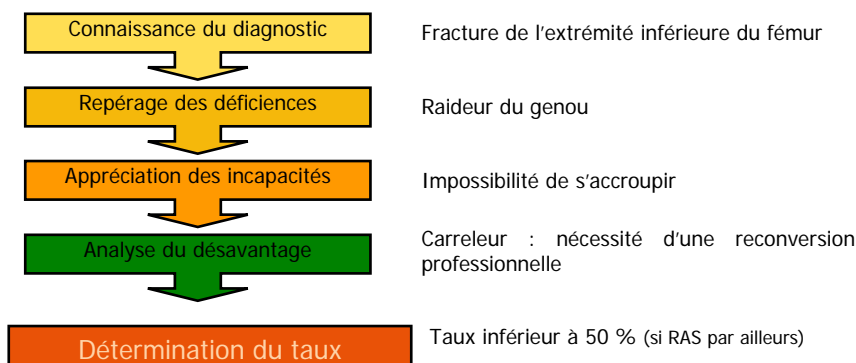 Connaissance du diagnostic
Fracture de l'extrémité inférieure du fémur
Repérage des déficiences
Raideur du genou
Appréciation des incapacités
Impossibilité de s'accroupir
Analyse du désavantage
Carreleur : nécessité d'une reconversion
professionnelle
Détermination du taux
Taux inférieur à 50 % (si RAS par ailleurs)